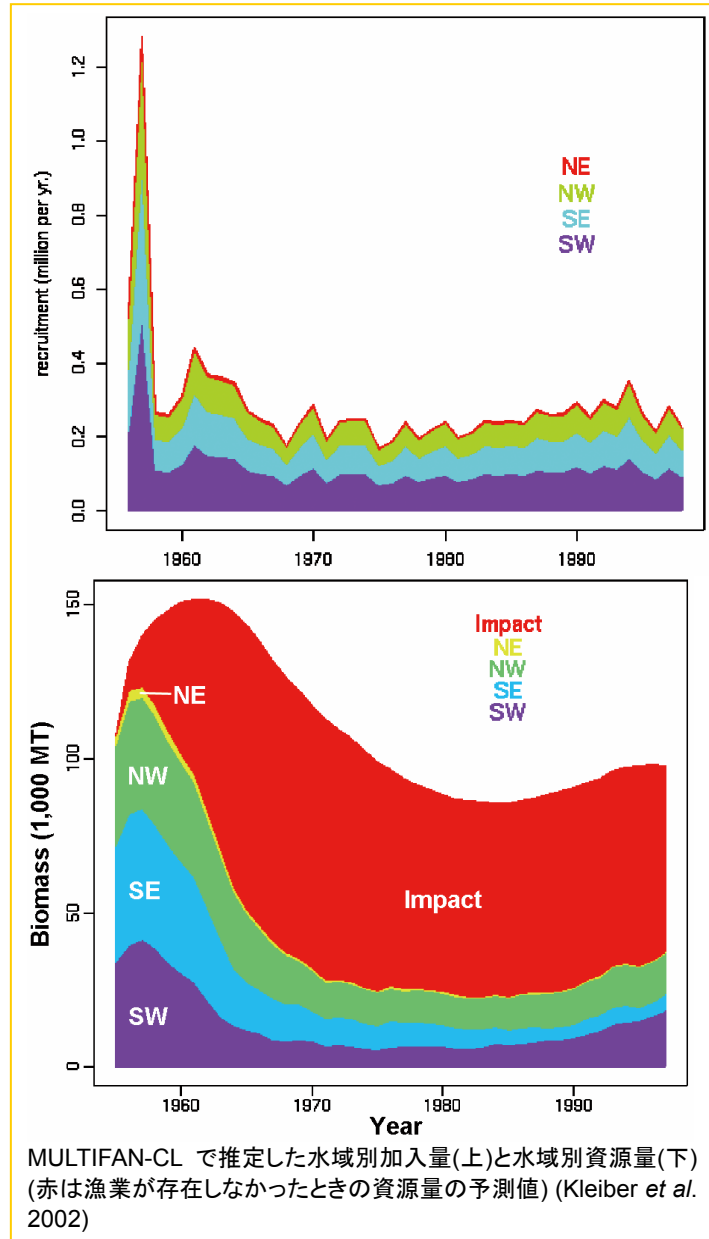 recruitment (million per yr.)
1.2
1.0
0.8
0.6
0.4
0.2
0.0
NE
NW
SE
SW
1960
1970
1980
1990
Biomass (1,000 MT)
150
100
50
0
Impact
NE
NW
SE
SW
NE
NW
SE
SW
Impact
1960
1970
1980
1990
Year
MULTIFAN-CL で推定した水域別加入量(上)と水域別資源量(下)
(赤は漁業が存在しなかったときの資源量の予測値) (Kleiber et al.
2002)